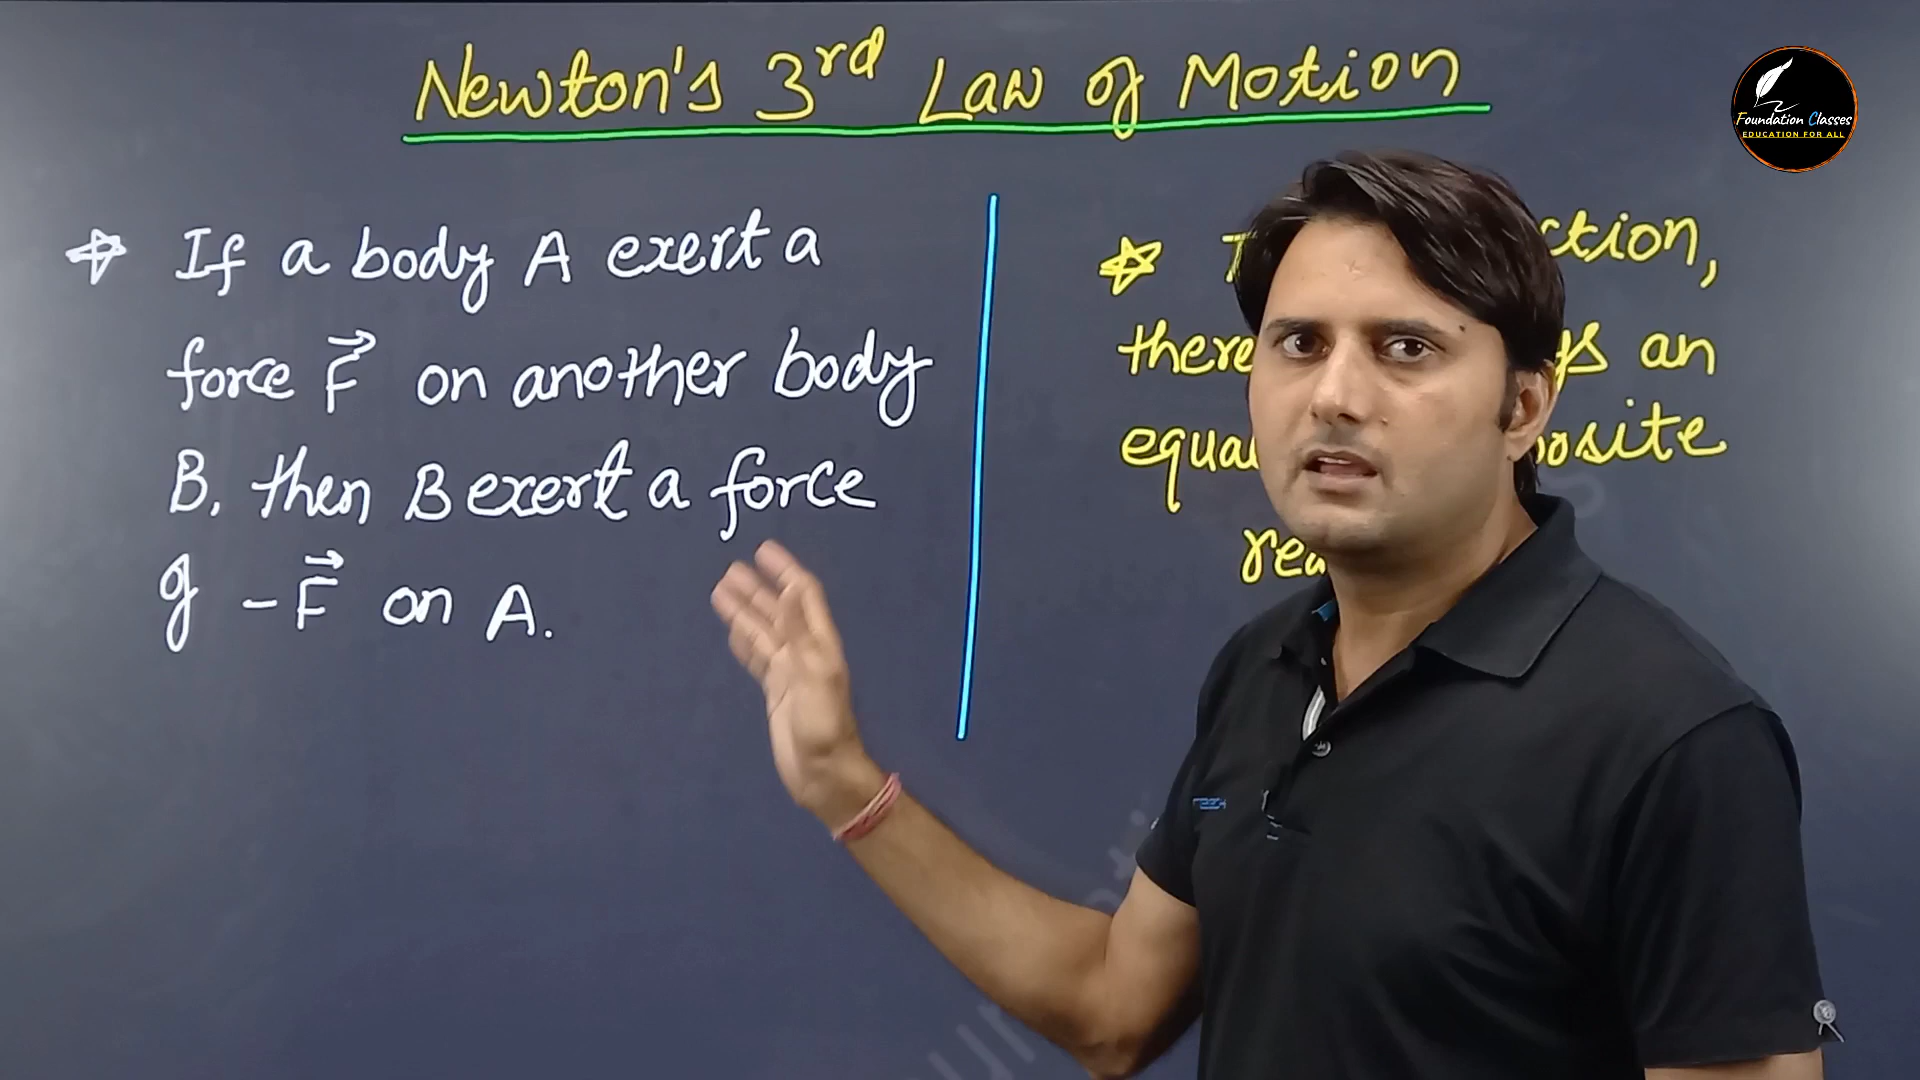 Newton's 3rd Law of Motion
Foundation Classes
EDUCATION FOR ALL
If a body A exert a
force F⃗ on another body
B, then B exert a force
of -F⃗ on A.
ction,
there an
equal osite